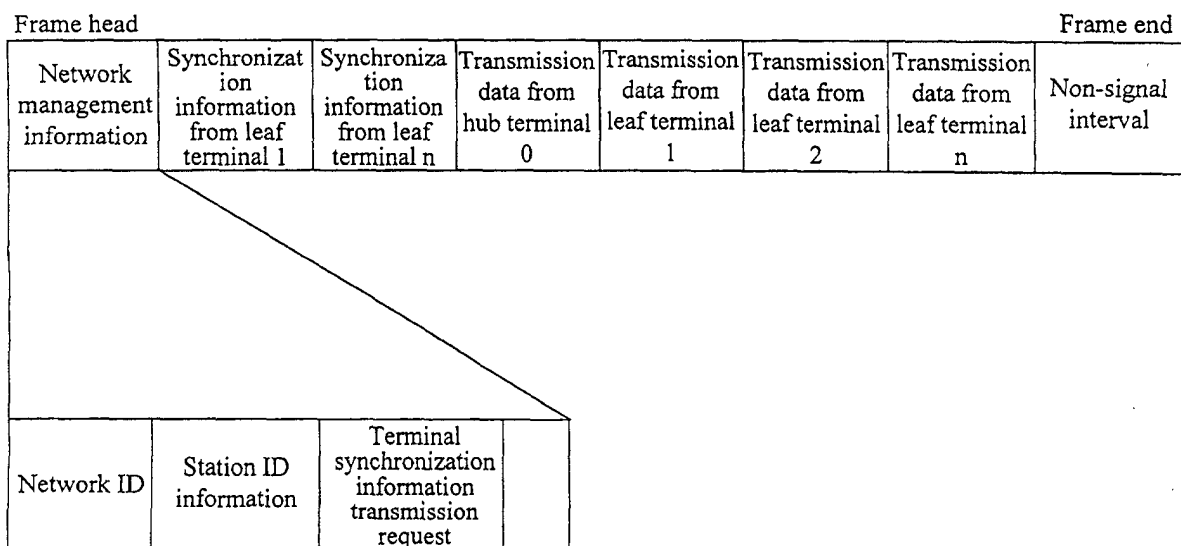 Frame head
Frame end
Network
management
information
Synchronizat
ion
information
from leaf
terminal 1
Synchroniza
tion
information
from leaf
terminal n
Transmission
data from
hub terminal
0
Transmission
data from
leaf terminal
1
Transmission
data from
leaf terminal
2
Transmission
data from
leaf terminal
n
Non-signal
interval
Network ID
Station ID
information
Terminal
synchronization
information
transmission
request